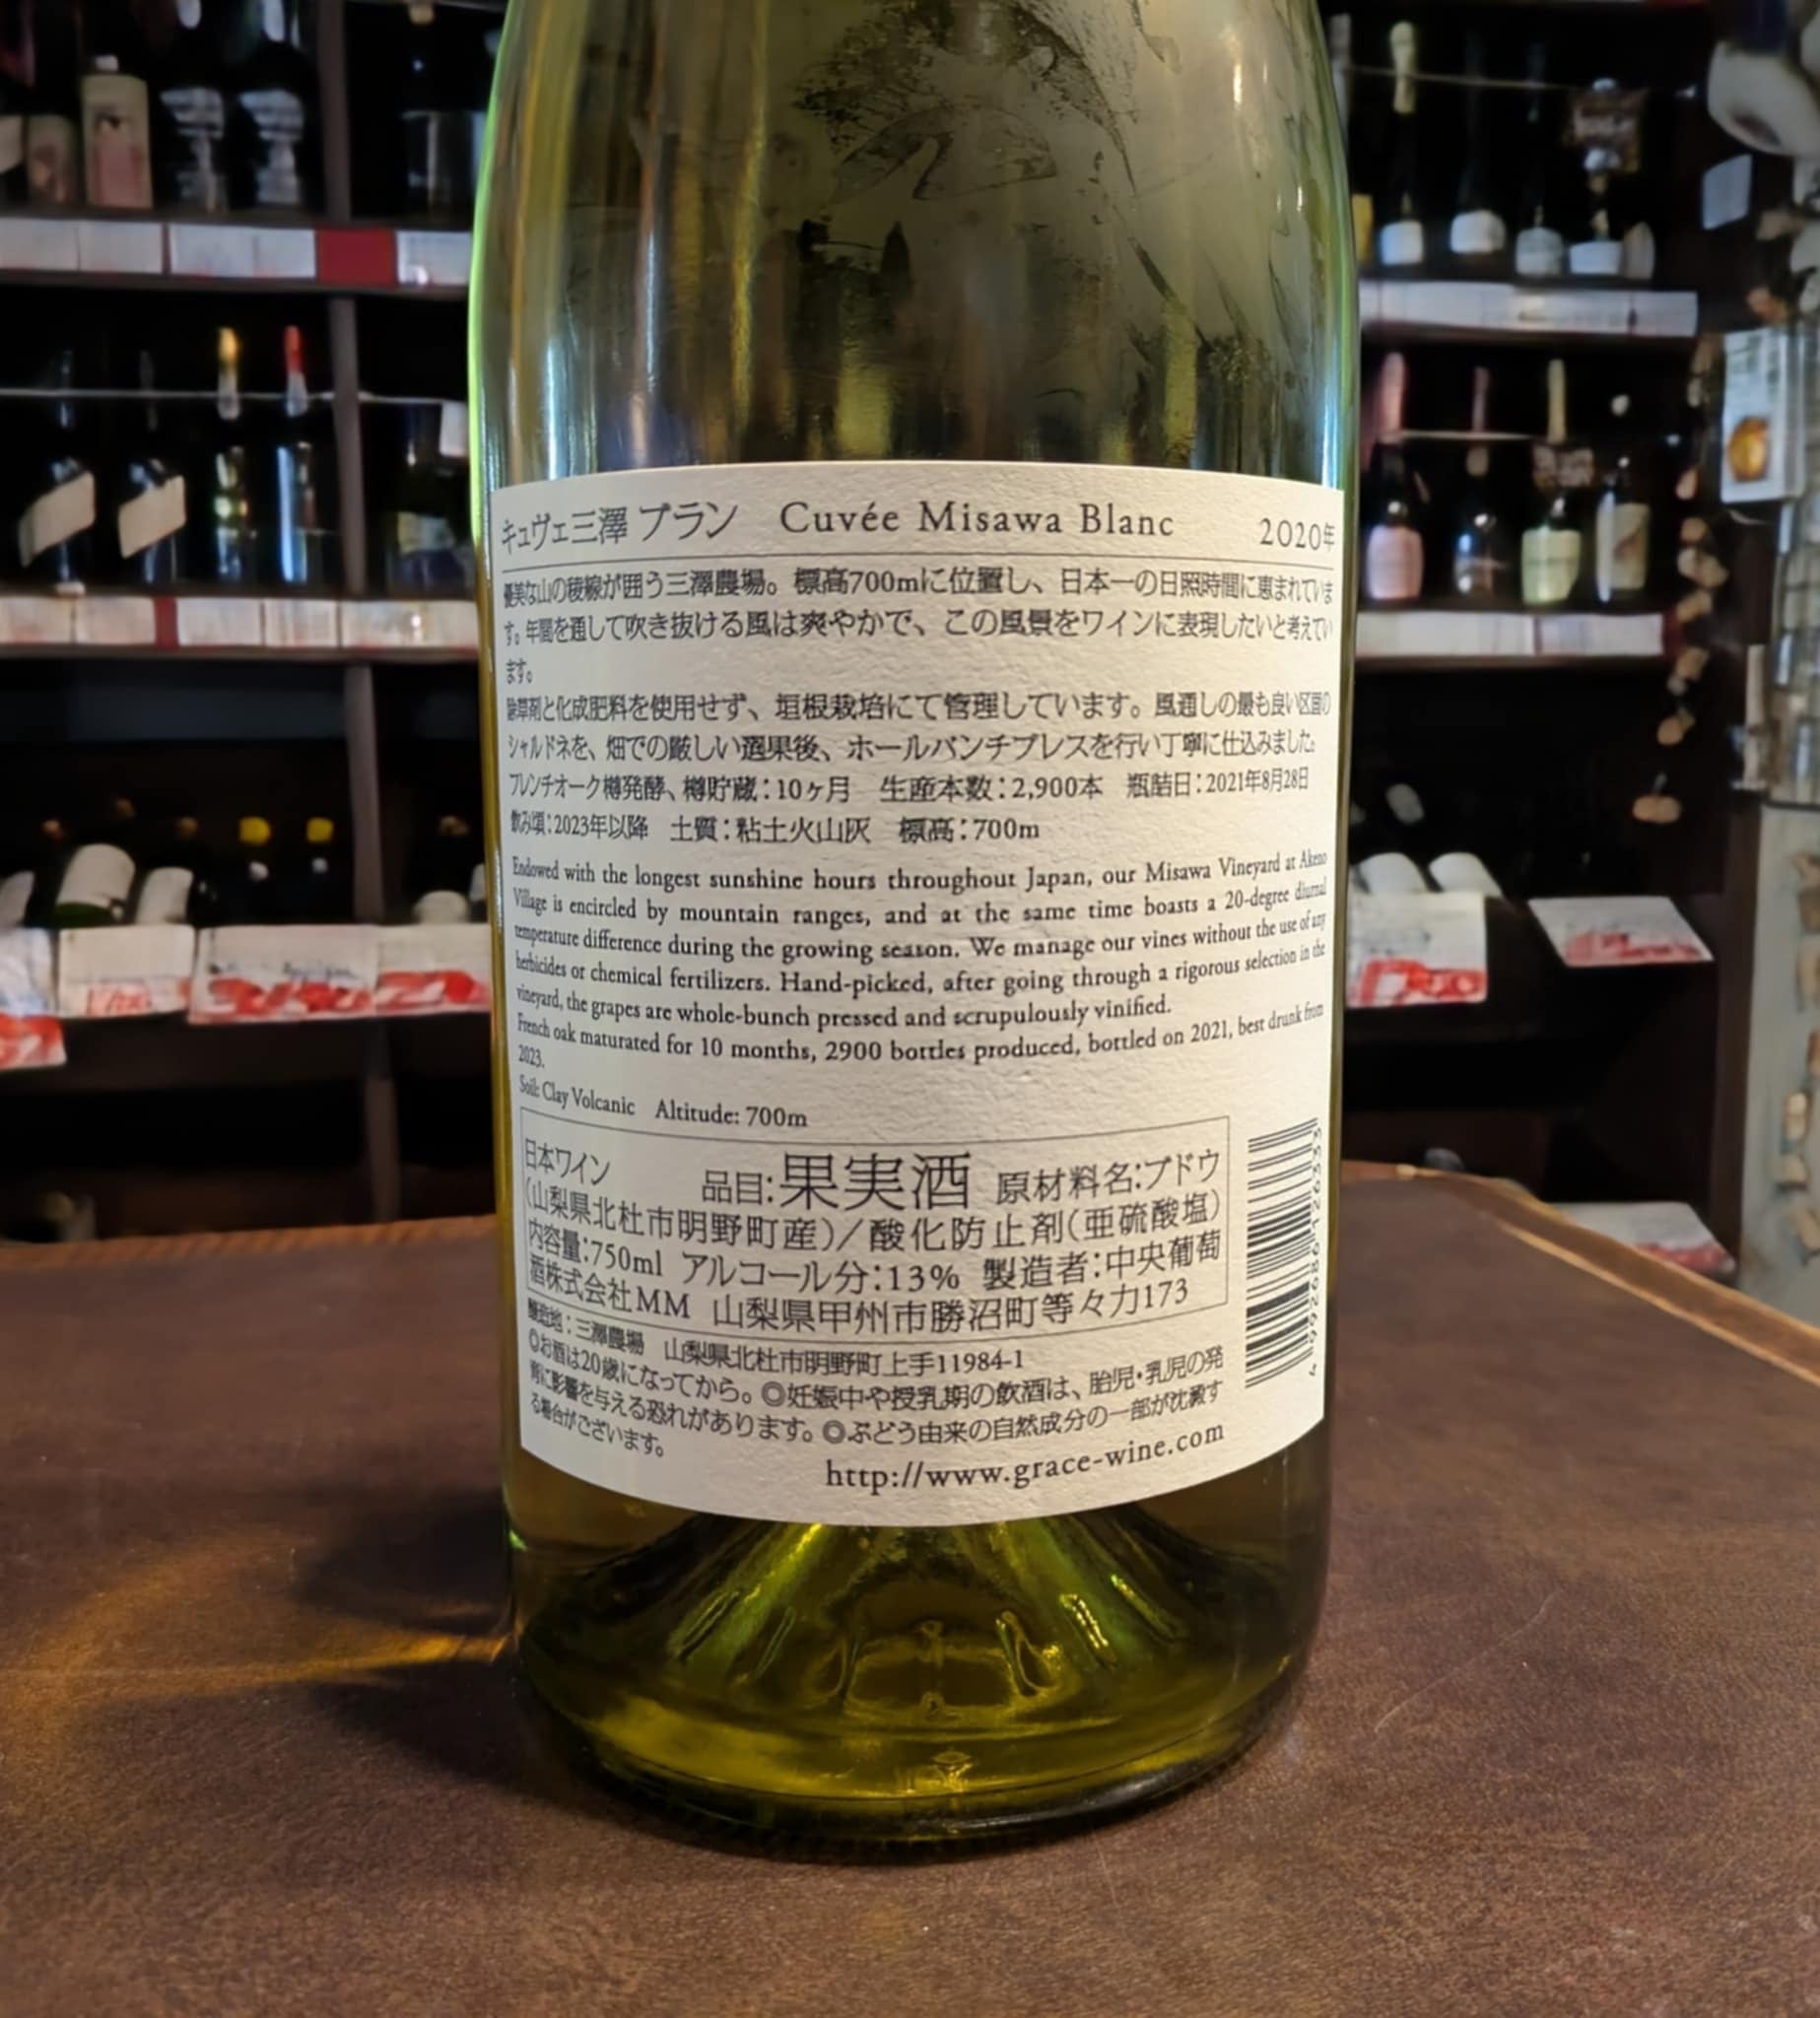 キュヴェ三澤 ブラン Cuvée Misawa Blanc 2020年
優美な山の稜線が囲う三澤農場。標高700mに位置し、日本一の日照時間に恵まれていま
す。年間を通して吹き抜ける風は爽やかで、この風景をワインに表現したいと考えてい
ます。
除草剤と化成肥料を使用せず、垣根栽培にて管理しています。風通しの最も良い区画の
シャルドネを、畑での厳しい選果後、ホールバンチプレスを行い丁寧に仕込みました。
フレンチオーク樽発酵、樽貯蔵：10ヶ月 生産本数：2,900本 瓶詰日：2021年8月28日
飲み頃：2023年以降 土質：粘土火山灰 標高：700m
Endowed with the longest sunshine hours throughout Japan, our Misawa Vineyard at Akeno
Village is encircled by mountain ranges, and at the same time boasts a 20-degree diurnal
temperature difference during the growing season. We manage our vines without the use of any
herbicides or chemical fertilizers. Hand-picked, after going through a rigorous selection in the
vineyard, the grapes are whole-bunch pressed and scrupulously vinified.
French oak maturated for 10 months, 2900 bottles produced, bottled on 2021, best drunk from
2023.
Soil: Clay Volcanic Altitude: 700m
日本ワイン 品目：果実酒 原材料名：ブドウ
（山梨県北杜市明野町産）／酸化防止剤（亜硫酸塩）
内容量：750ml アルコール分：13％ 製造者：中央葡萄
酒株式会社MM 山梨県甲州市勝沼町等々力173
醸造地：三澤農場 山梨県北杜市明野町上手11984-1
◎お酒は20歳になってから。◎妊娠中や授乳期の飲酒は、胎児・乳児の発
育に影響を与える恐れがあります。◎ぶどう由来の自然成分の一部が沈殿す
る場合がございます。
http://www.grace-wine.com